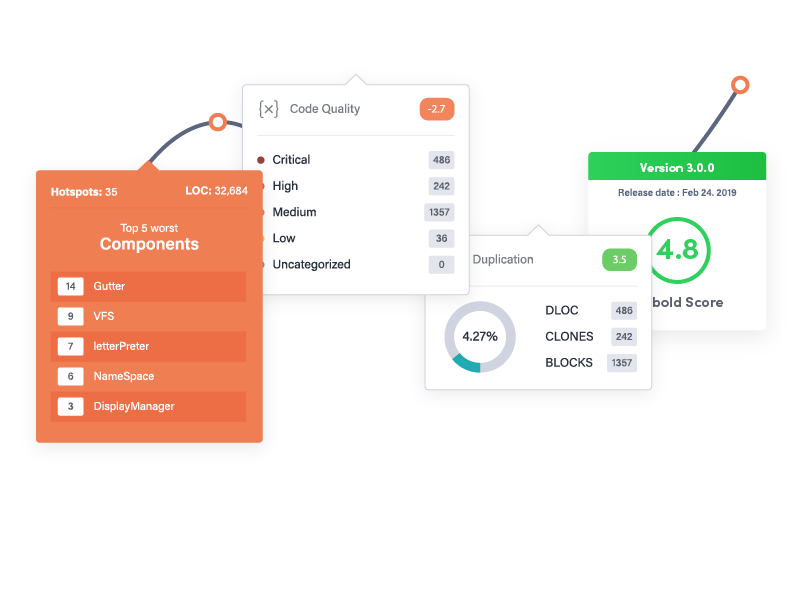 Hotspots: 35 LOC: 32,684
Top 5 worst
Components
14 Gutter
9 VFS
7 letterPreter
6 NameSpace
3 DisplayManager
{x} Code Quality -2.7
Critical 486
High 242
Medium 1357
Low 36
Uncategorized 0
Duplication 3.5
4.27%
DLOC 486
CLONES 242
BLOCKS 1357
Version 3.0.0
Release date : Feb 24. 2019
4.8
bold Score